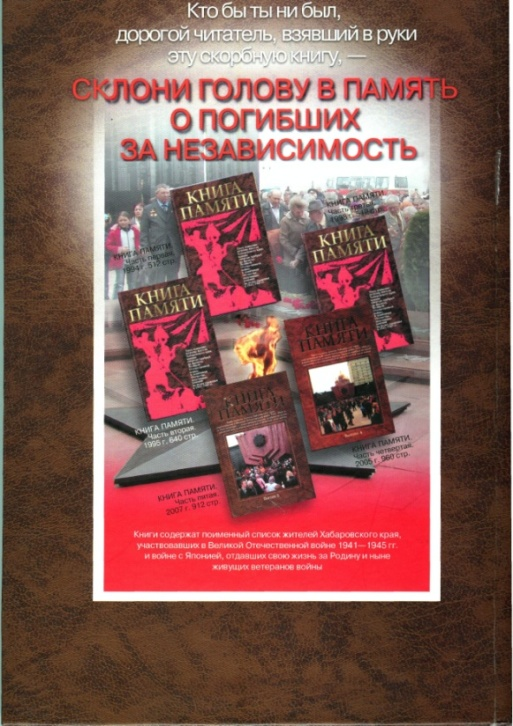 Кто бы ты ни был,
дорогой читатель, взявший в руки
эту скорбную книгу, —
СКЛОНИ ГОЛОВУ В ПАМЯТЬ
О ПОГИБШИХ
ЗА НЕЗАВИСИМОСТЬ
КНИГА
ПАМЯТИ
КНИГА ПАМЯТИ.
Часть первая.
1994 г. 512 стр.
КНИГА ПАМЯТИ.
КНИГА
ПАМЯТИ
КНИГА
ПАМЯТИ
КНИГА ПАМЯТИ.
Часть вторая.
1995 г. 640 стр.
КНИГА
ПАМЯТИ
КНИГА ПАМЯТИ.
Часть четвертая.
2005 г. 960 стр.
КНИГА
ПАМЯТИ
КНИГА ПАМЯТИ.
Часть пятая.
2007 г. 912 стр.
Книги содержат поименный список жителей Хабаровского края,
участвовавших в Великой Отечественной войне 1941— 1945 гг.
и войне с Японией, отдавших свою жизнь за Родину и ныне
живущих ветеранов войны